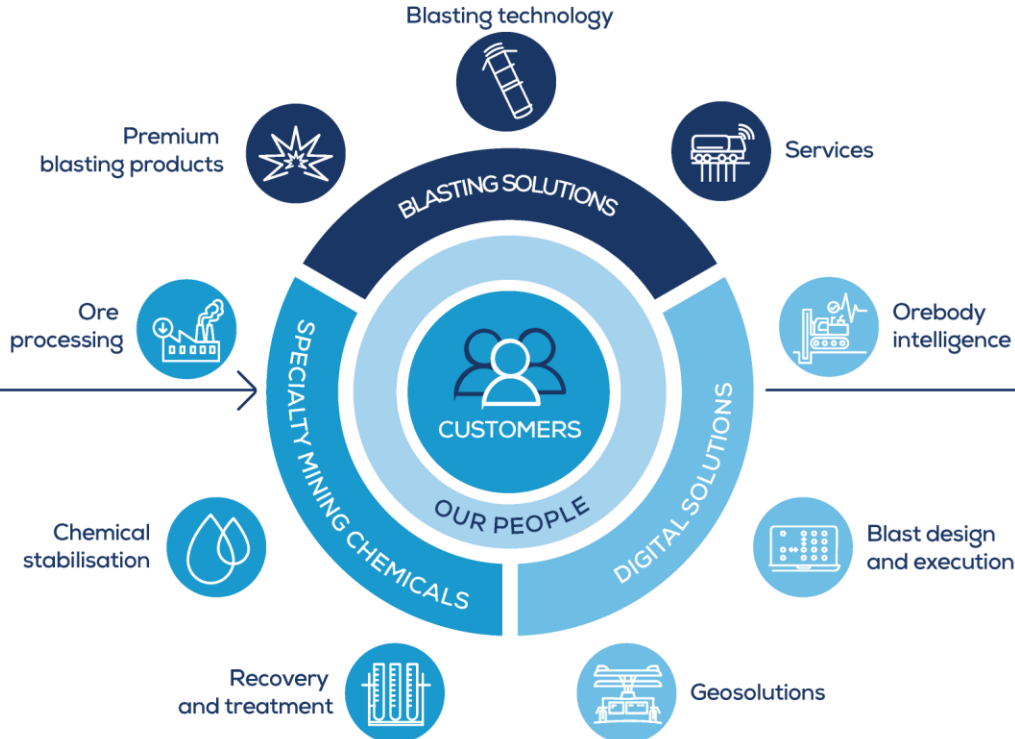 Blasting technology
Premium
blasting products
Services
BLASTING SOLUTIONS
Ore
processing
Orebody
intelligence
SPECIALTY MINING CHEMICALS
CUSTOMERS
OUR PEOPLE
DIGITAL SOLUTIONS
Chemical
stabilisation
Blast design
and execution
Recovery
and treatment
Geosolutions